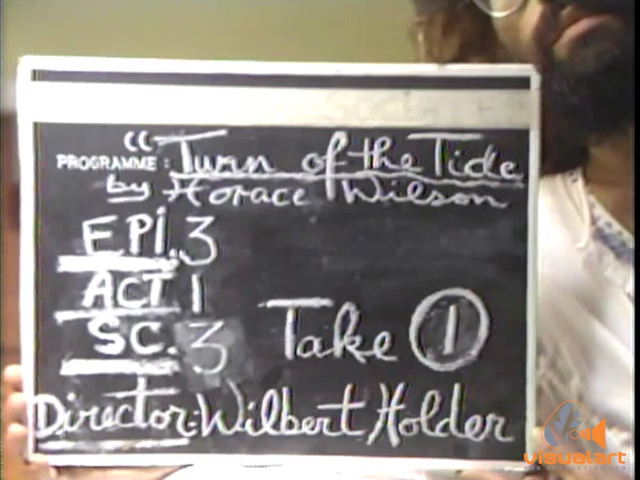 PROGRAMME: "Turn of the Tide
by Horace Wilson
EPI. 3
ACT 1
SC. 3
Take 1
Director:- Wilbert Holder
visualart